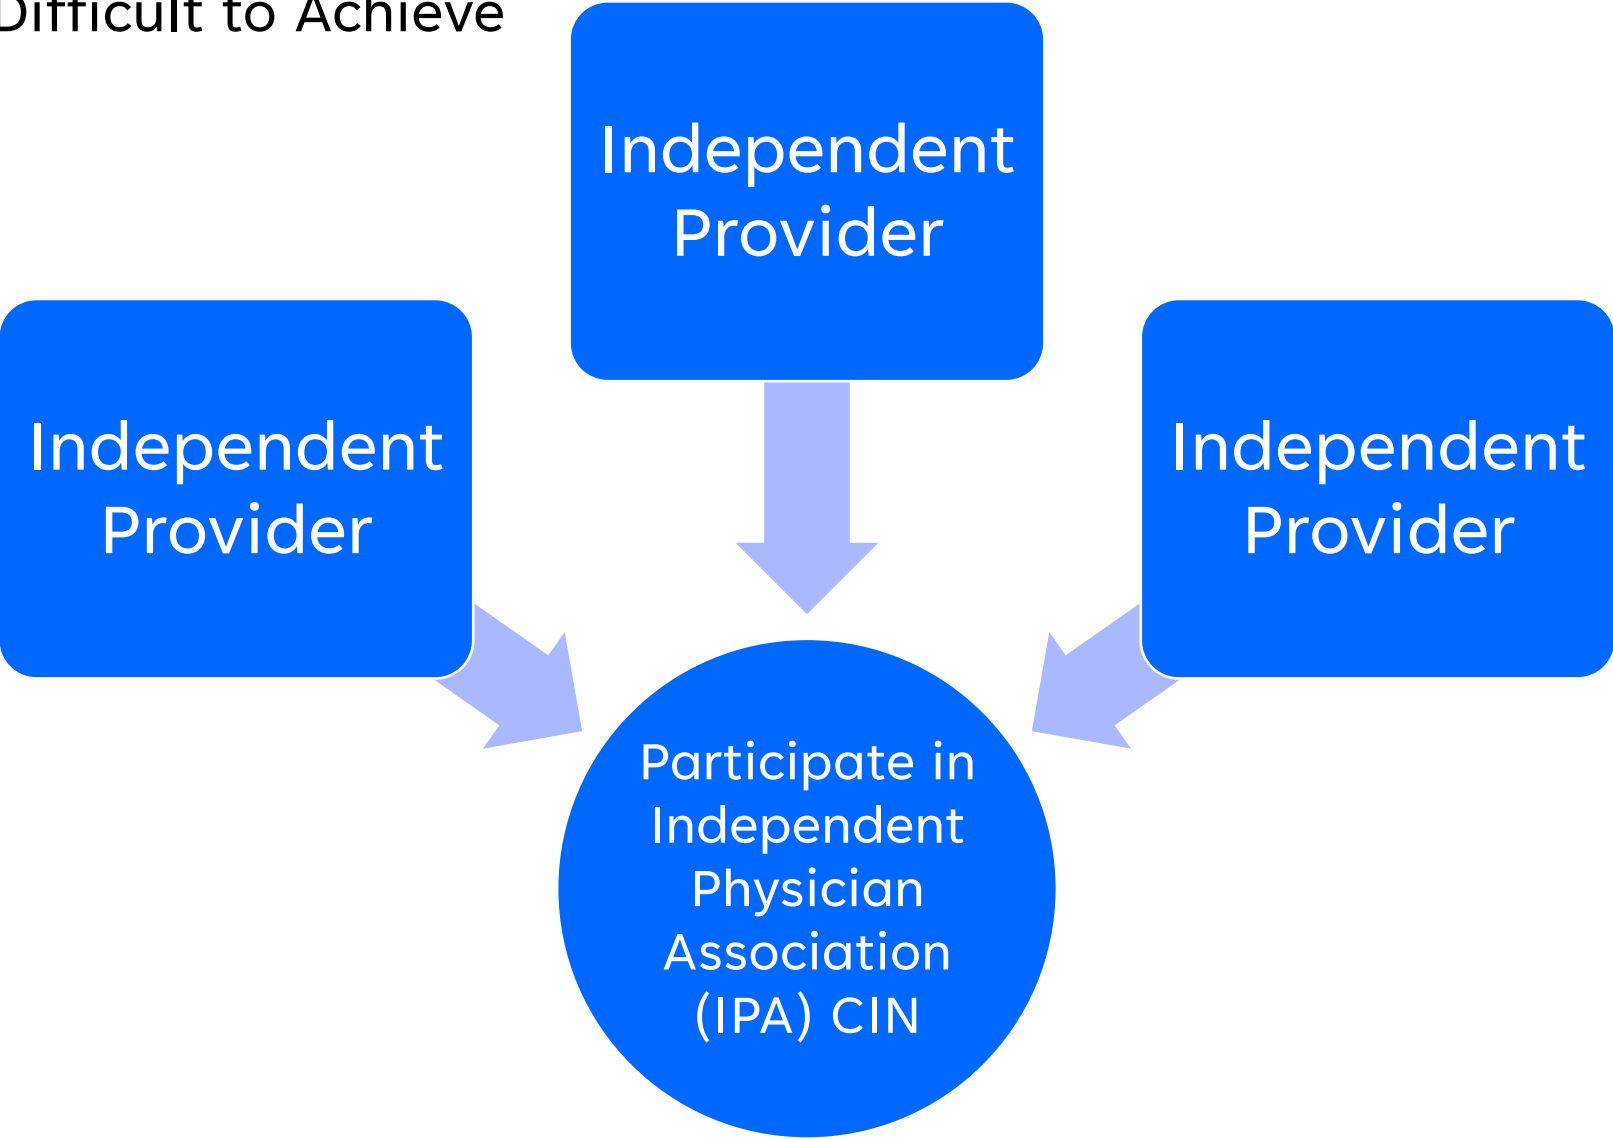 Difficult to Achieve
Independent
Provider
Independent
Provider
Independent
Provider
Participate in
Independent
Physician
Association
(IPA) CIN